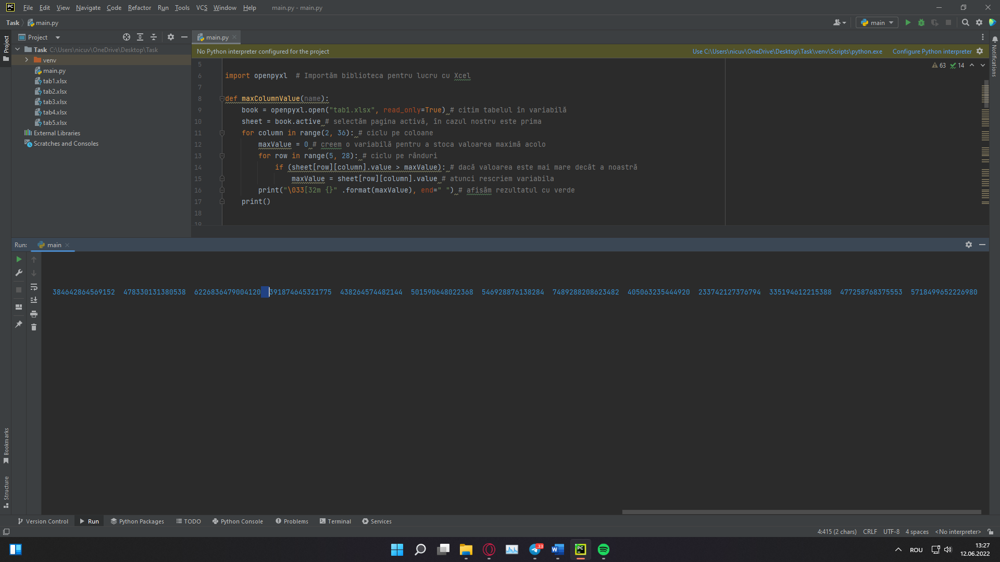 PC File Edit View Navigate Code Refactor Run Tools VCS Window Help main.py - main.py
Task main.py
main
Project
main.py
Task C:\Users\nicuv\OneDrive\Desktop\Task
venv
main.py
tab1.xlsx
tab2.xlsx
tab3.xlsx
tab4.xlsx
tab5.xlsx
External Libraries
Scratches and Consoles
Project
Bookmarks
Structure
Notifications
No Python interpreter configured for the project Use C:\Users\nicuv\OneDrive\Desktop\Task\venv\Scripts\python.exe Configure Python interpreter
63 14
5
6 import openpyxl # Importăm biblioteca pentru lucru cu Xcel
7
8 def maxColumnValue(name):
9 book = openpyxl.open("tab1.xlsx", read_only=True) # citim tabelul în variabilă
10 sheet = book.active # selectăm pagina activă, în cazul nostru este prima
11 for column in range(2, 36): # ciclu pe coloane
12 maxValue = 0 # creem o variabilă pentru a stoca valoarea maximă acolo
13 for row in range(5, 28): # ciclu pe rânduri
14 if (sheet[row][column].value > maxValue): # dacă valoarea este mai mare decât a noastră
15 maxValue = sheet[row][column].value # atunci rescriem variabila
16 print("\033[32m {}" .format(maxValue), end=" ") # afisăm rezultatul cu verde
17 print()
18
19
Run: main
384642864569152 478330131380538 6226836479004120 391874645321775 438264574482144 501590648022368 546928876138284 7489288208623482 405063235444920 233742127376794 335194612215388 477258768375553 5718499652226980
Version Control Run Python Packages TODO Python Console Problems Terminal Services
4:415 (2 chars) CRLF UTF-8 4 spaces <No interpreter>
33
W
PC
ROU
13:27
12.06.2022